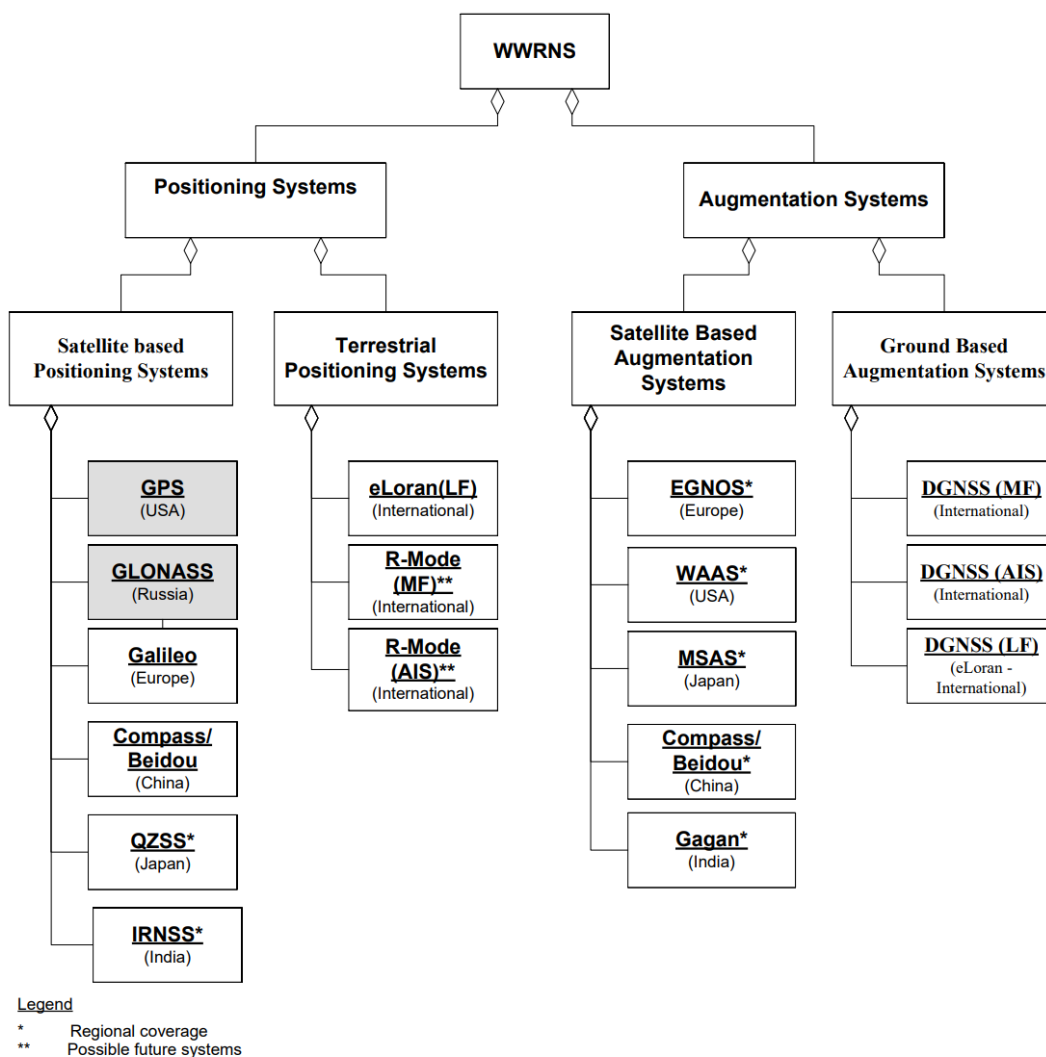 WWRNS
Positioning Systems
Augmentation Systems
Satellite based
Positioning Systems
Terrestrial
Positioning Systems
Satellite Based
Augmentation
Systems
Ground Based
Augmentation Systems
GPS
(USA)
GLONASS
(Russia)
Galileo
(Europe)
Compass/
Beidou
(China)
QZSS*
(Japan)
IRNSS*
(India)
eLoran(LF)
(International)
R-Mode
(MF)**
(International)
R-Mode
(AIS)**
(International)
EGNOS*
(Europe)
WAAS*
(USA)
MSAS*
(Japan)
Compass/
Beidou*
(China)
Gagan*
(India)
DGNSS (MF)
(International)
DGNSS (AIS)
(International)
DGNSS (LF)
(eLoran -
International)
Legend
* Regional coverage
** Possible future systems